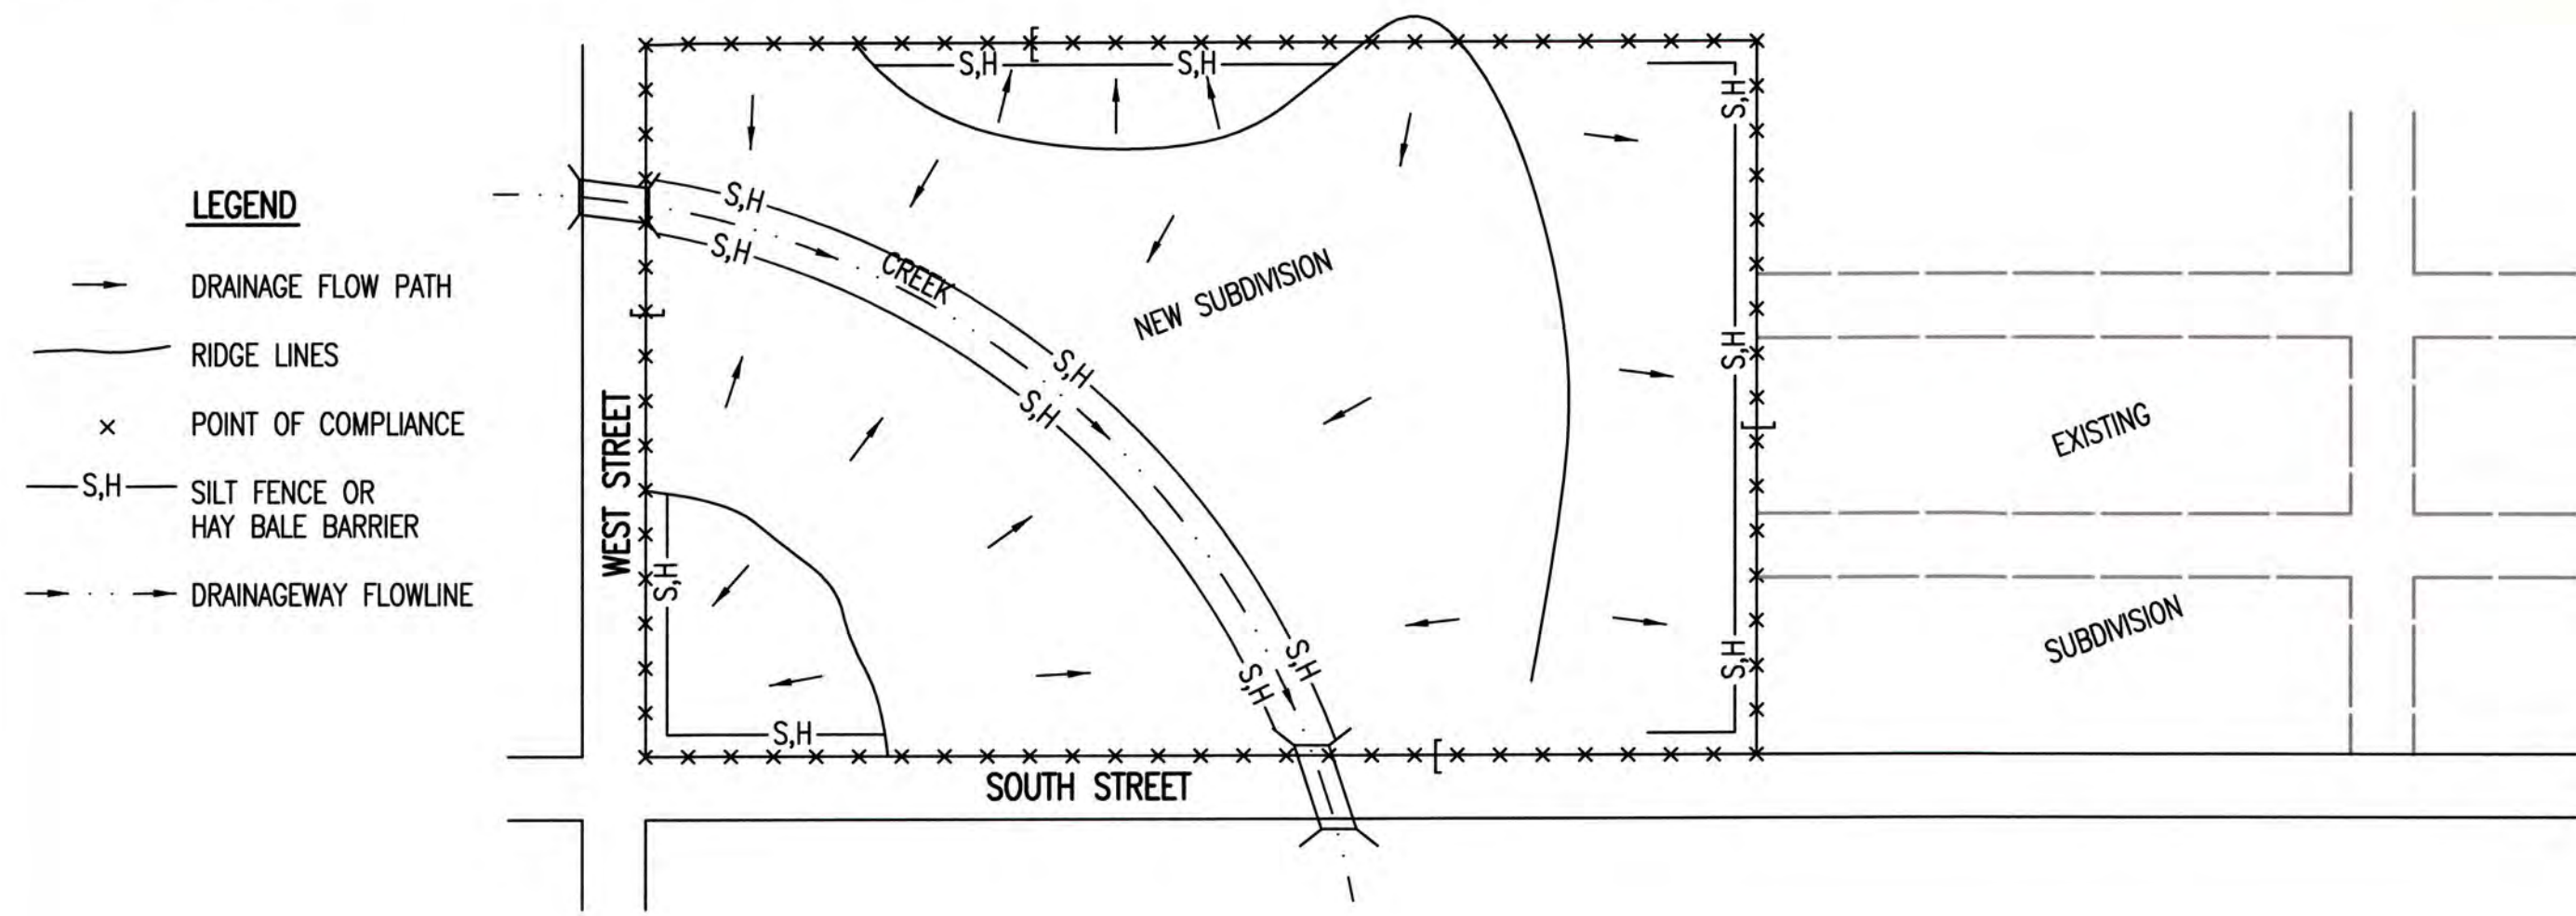 LEGEND
DRAINAGE FLOW PATH
RIDGE LINES
POINT OF COMPLIANCE
S,H
SILT FENCE OR
HAY BALE BARRIER
DRAINAGEWAY FLOWLINE
S,H
S,H
S,H
S,H
S,H
CREEK
NEW SUBDIVISION
S,H
S,H
S,H
WEST STREET
EXISTING
S,H
SUBDIVISION
S,H
S,H
S,H
S,H
SOUTH STREET